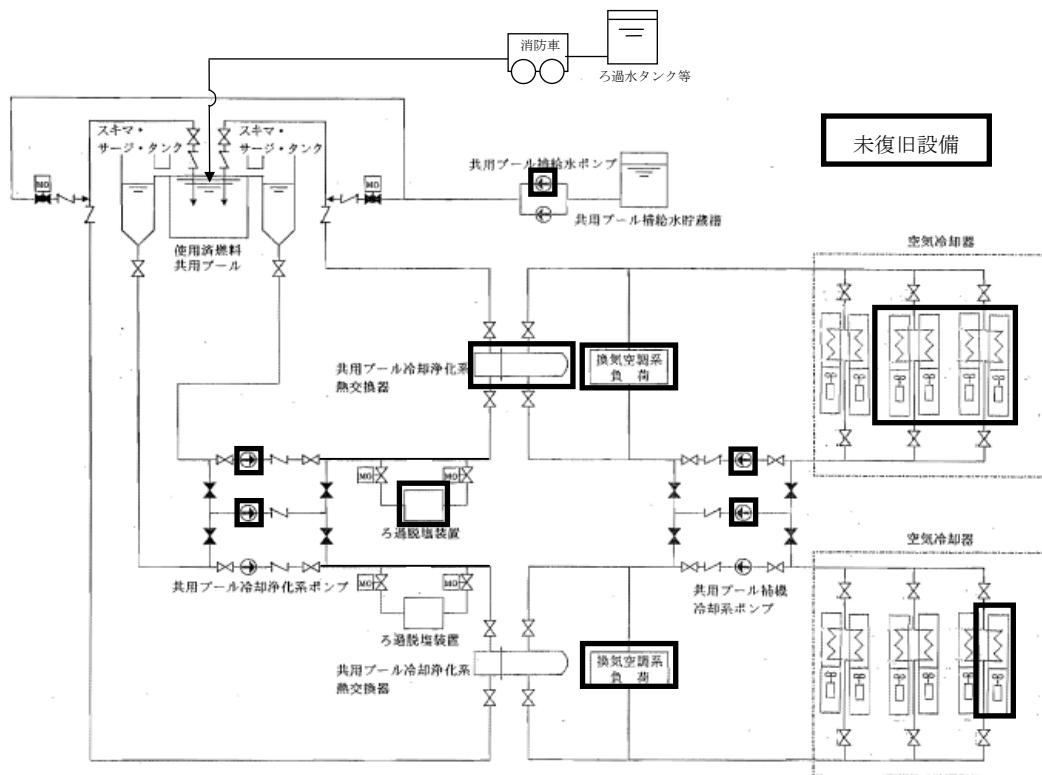 消防車
ろ過水タンク等
スキマ・
サージ・タンク
スキマ・
サージ・タンク
未復旧設備
共用プール補給水ポンプ
MO
MO
共用プール補給水貯蔵槽
使用済燃料
共用プール
空気冷却器
共用プール冷却浄化系
熱交換器
換気空調系
負荷
MO
MO
ろ過脱塩装置
空気冷却器
共用プール冷却浄化系ポンプ
MO
MO
共用プール補機
冷却系ポンプ
ろ過脱塩装置
共用プール冷却浄化系
熱交換器
換気空調系
負荷